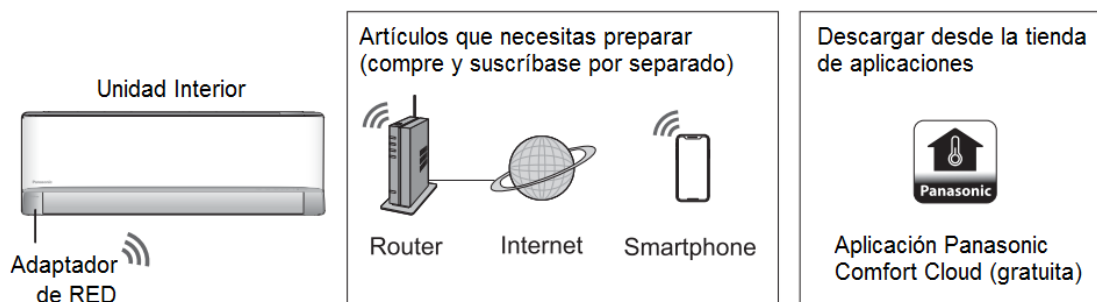 Unidad Interior
Panasonic
Adaptador
de RED
Artículos que necesitas preparar
(compre y suscríbase por separado)
Router
Internet
Smartphone
Descargar desde la tienda
de aplicaciones
Panasonic
Aplicación Panasonic
Comfort Cloud (gratuita)